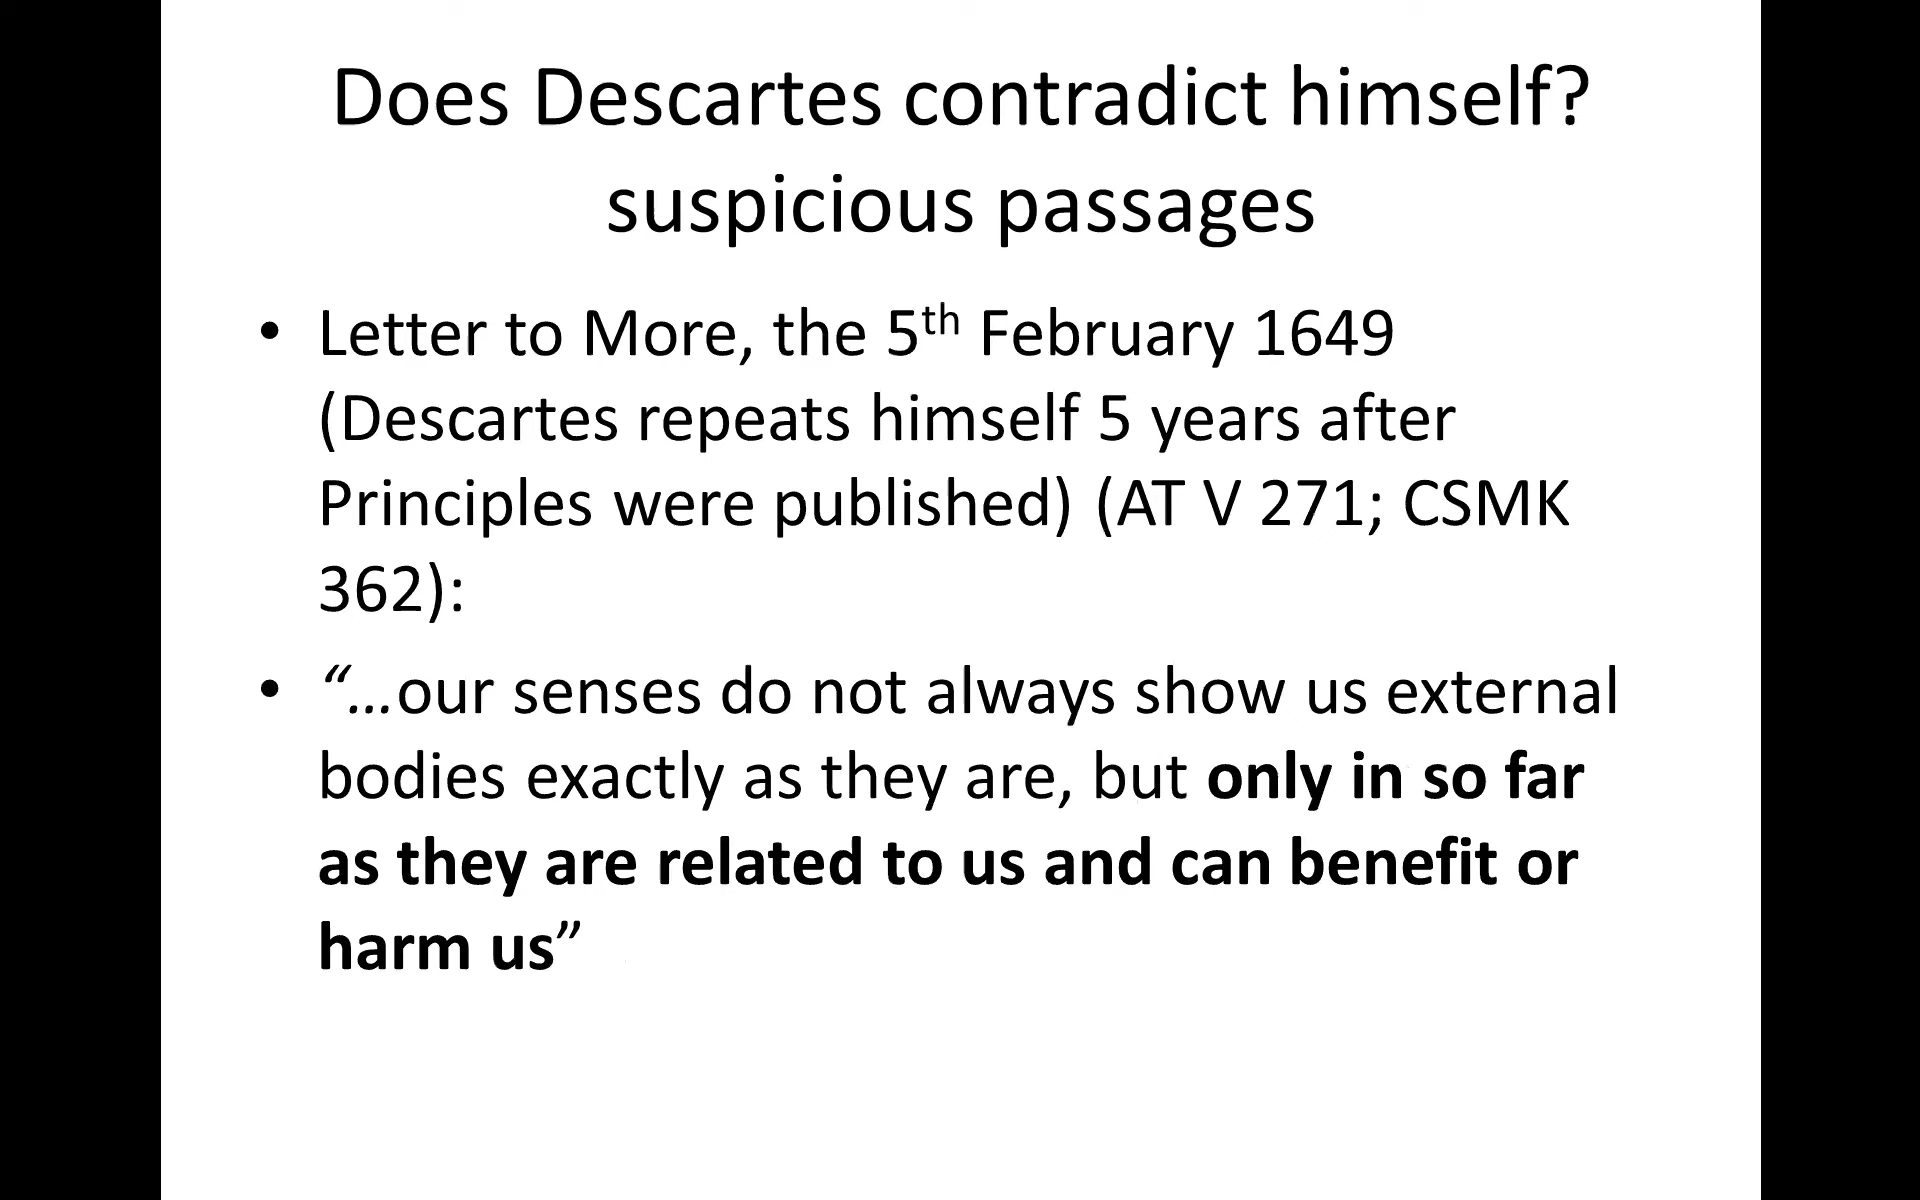 Does Descartes contradict himself?
suspicious passages
• Letter to More, the 5th February 1649
(Descartes repeats himself 5 years after
Principles were published) (AT V 271; CSMK
362):
• “…our senses do not always show us external
bodies exactly as they are, but only in so far
as they are related to us and can benefit or
harm us”